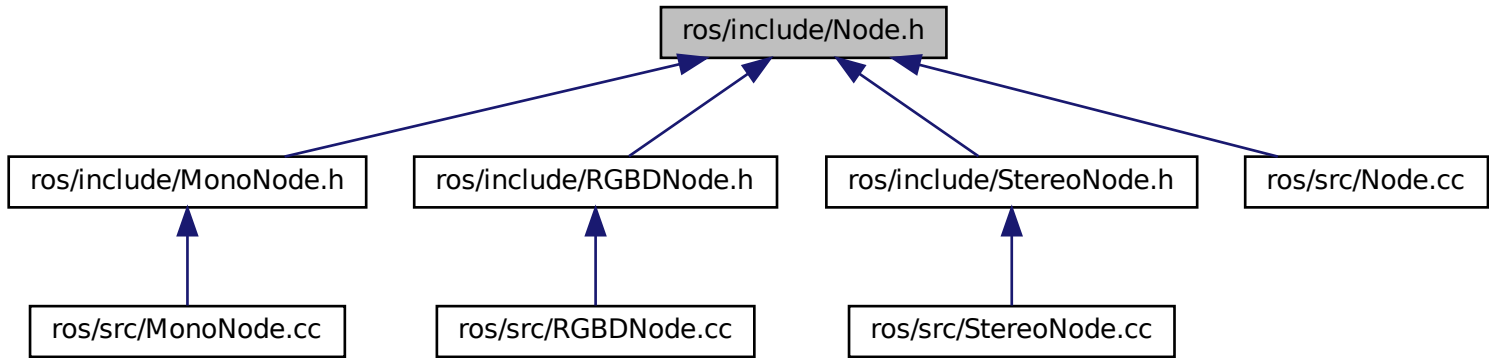 ros/include/Node.h
ros/include/MonoNode.h
ros/include/RGBDNode.h
ros/include/StereoNode.h
ros/src/Node.cc
ros/src/MonoNode.cc
ros/src/RGBDNode.cc
ros/src/StereoNode.cc